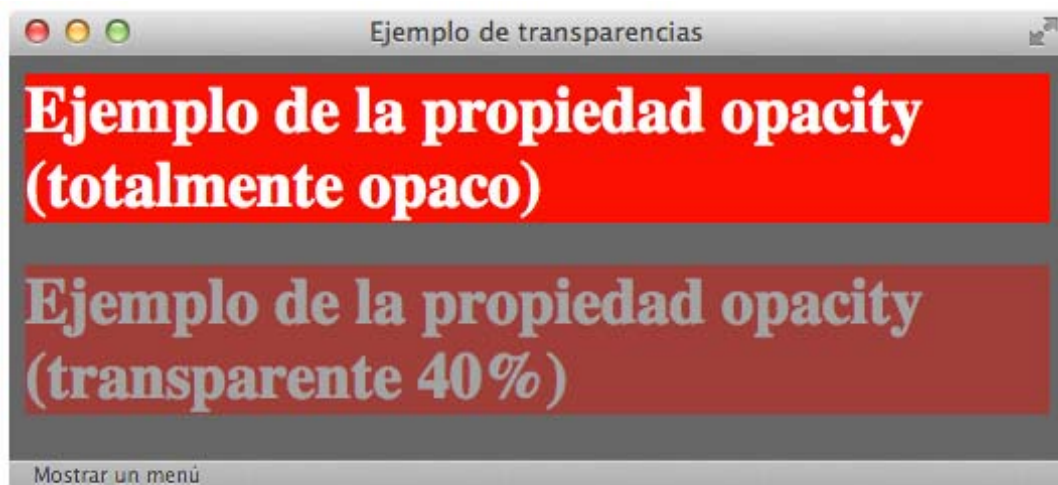 Ejemplo de transparencias
Ejemplo de la propiedad opacity
(totalmente opaco)
Ejemplo de la propiedad opacity
(transparente 40%)
Mostrar un menú